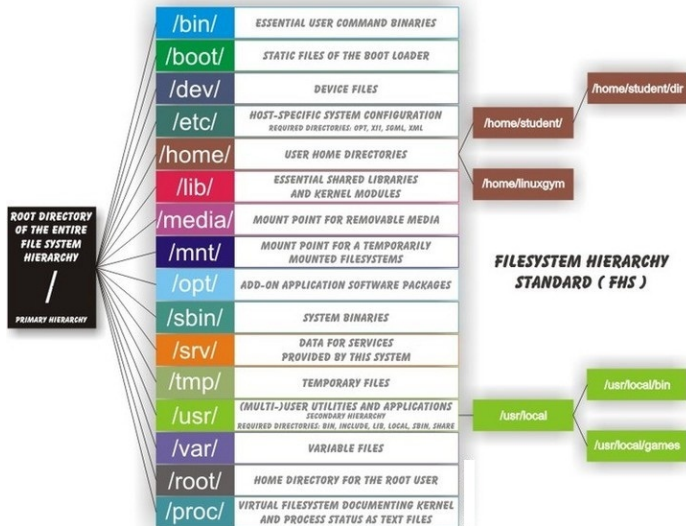 ROOT DIRECTORY
OF THE ENTIRE
FILE SYSTEM
HIERARCHY
/
PRIMARY HIERARCHY
/bin/ ESSENTIAL USER COMMAND BINARIES
/boot/ STATIC FILES OF THE BOOT LOADER
/dev/ DEVICE FILES
/etc/ HOST-SPECIFIC SYSTEM CONFIGURATION
REQUIRED DIRECTORIES: OPT, XII, SGML, XML
/home/ USER HOME DIRECTORIES
/lib/ ESSENTIAL SHARED LIBRARIES
AND KERNEL MODULES
/media/ MOUNT POINT FOR REMOVABLE MEDIA
/mnt/ MOUNT POINT FOR A TEMPORARILY
MOUNTED FILESYSTEMS
/opt/ ADD-ON APPLICATION SOFTWARE PACKAGES
/sbin/ SYSTEM BINARIES
/srv/ DATA FOR SERVICES
PROVIDED BY THIS SYSTEM
/tmp/ TEMPORARY FILES
/usr/ (MULTI-)USER UTILITIES AND APPLICATIONS
SECONDARY HIERARCHY
REQUIRED DIRECTORIES: BIN, INCLUDE, LIB, LOCAL, SBIN, SHARE
/var/ VARIABLE FILES
/root/ HOME DIRECTORY FOR THE ROOT USER
/proc/ VIRTUAL FILESYSTEM DOCUMENTING KERNEL
AND PROCESS STATUS AS TEXT FILES
/home/student/
/home/student/dir
/home/linuxgym
FILESYSTEM HIERARCHY
STANDARD ( FHS )
/usr/local
/usr/local/bin
/usr/local/games